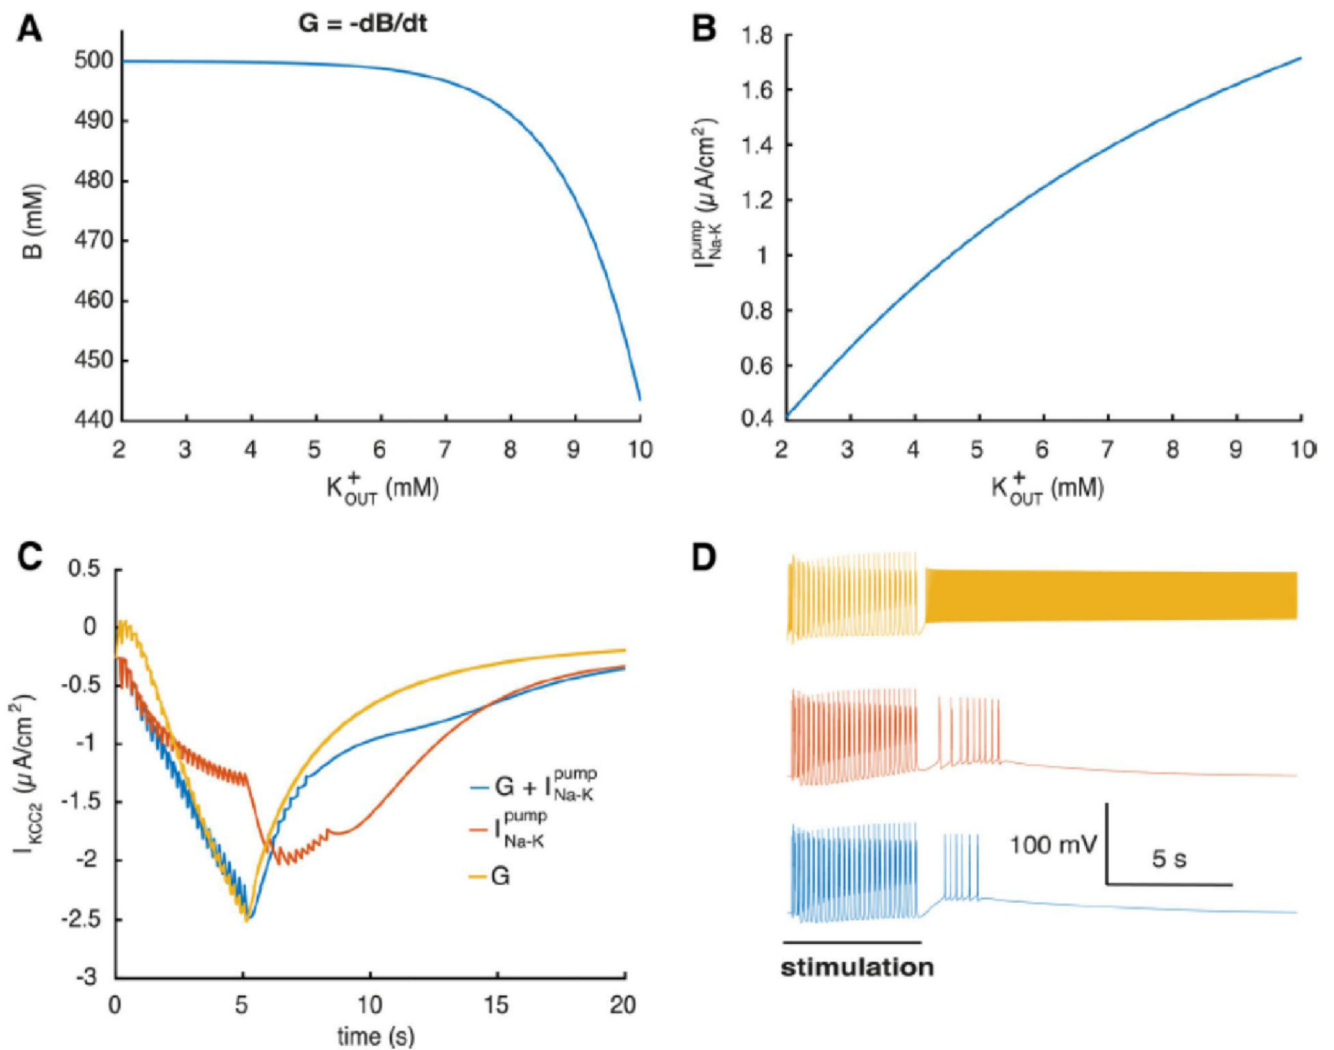 A
G = -dB/dt
500
490
480
470
460
450
440
B (mM)
2 3 4 5 6 7 8 9 10
K⁺OUT (mM)
B
1.8
1.6
1.4
1.2
1
0.8
0.6
0.4
I pump Na-K (μA/cm²)
2 3 4 5 6 7 8 9 10
K⁺OUT (mM)
C
0.5
0
-0.5
-1
-1.5
-2
-2.5
-3
I KCC2 (μA/cm²)
G + I pump Na-K
I pump Na-K
G
0 5 10 15 20
time (s)
D
100 mV
5 s
stimulation